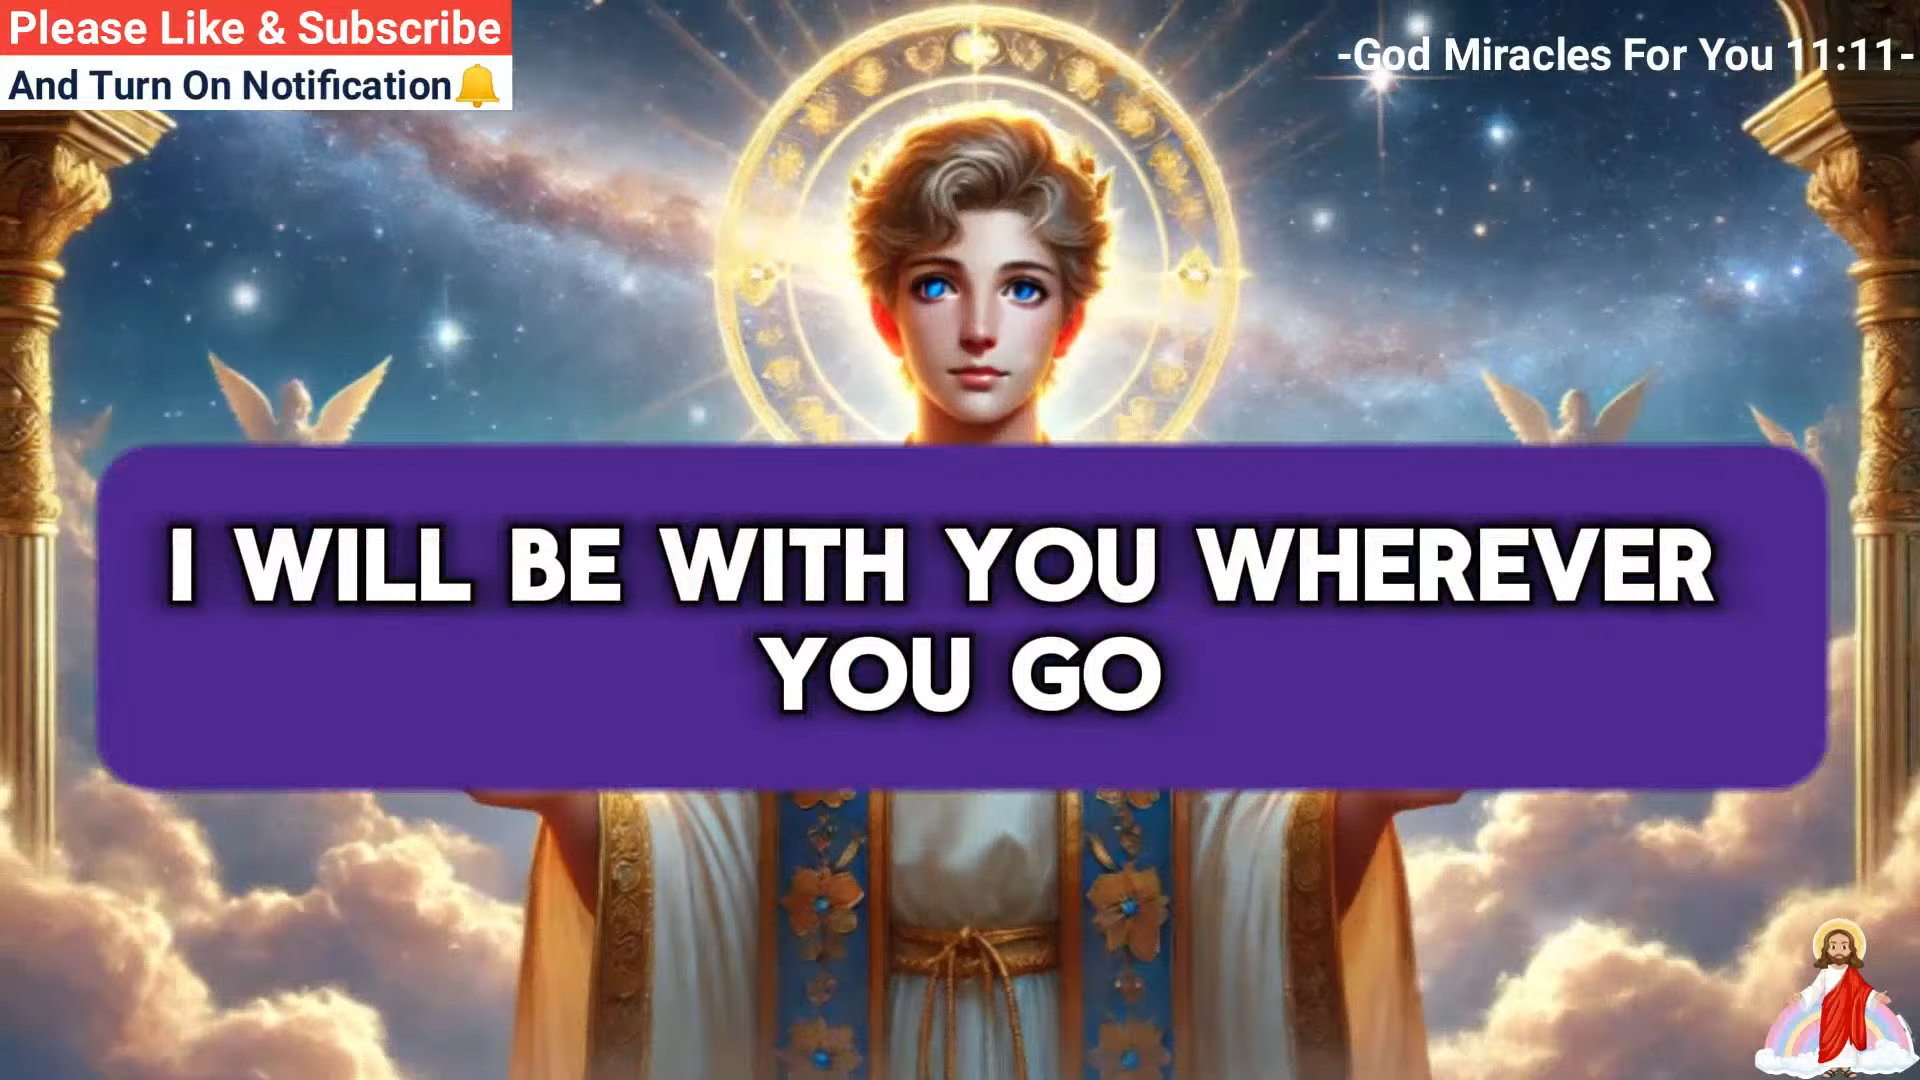 Please Like & Subscribe
And Turn On Notification🔔
-God Miracles For You 11:11-
I WILL BE WITH YOU WHEREVER
YOU GO